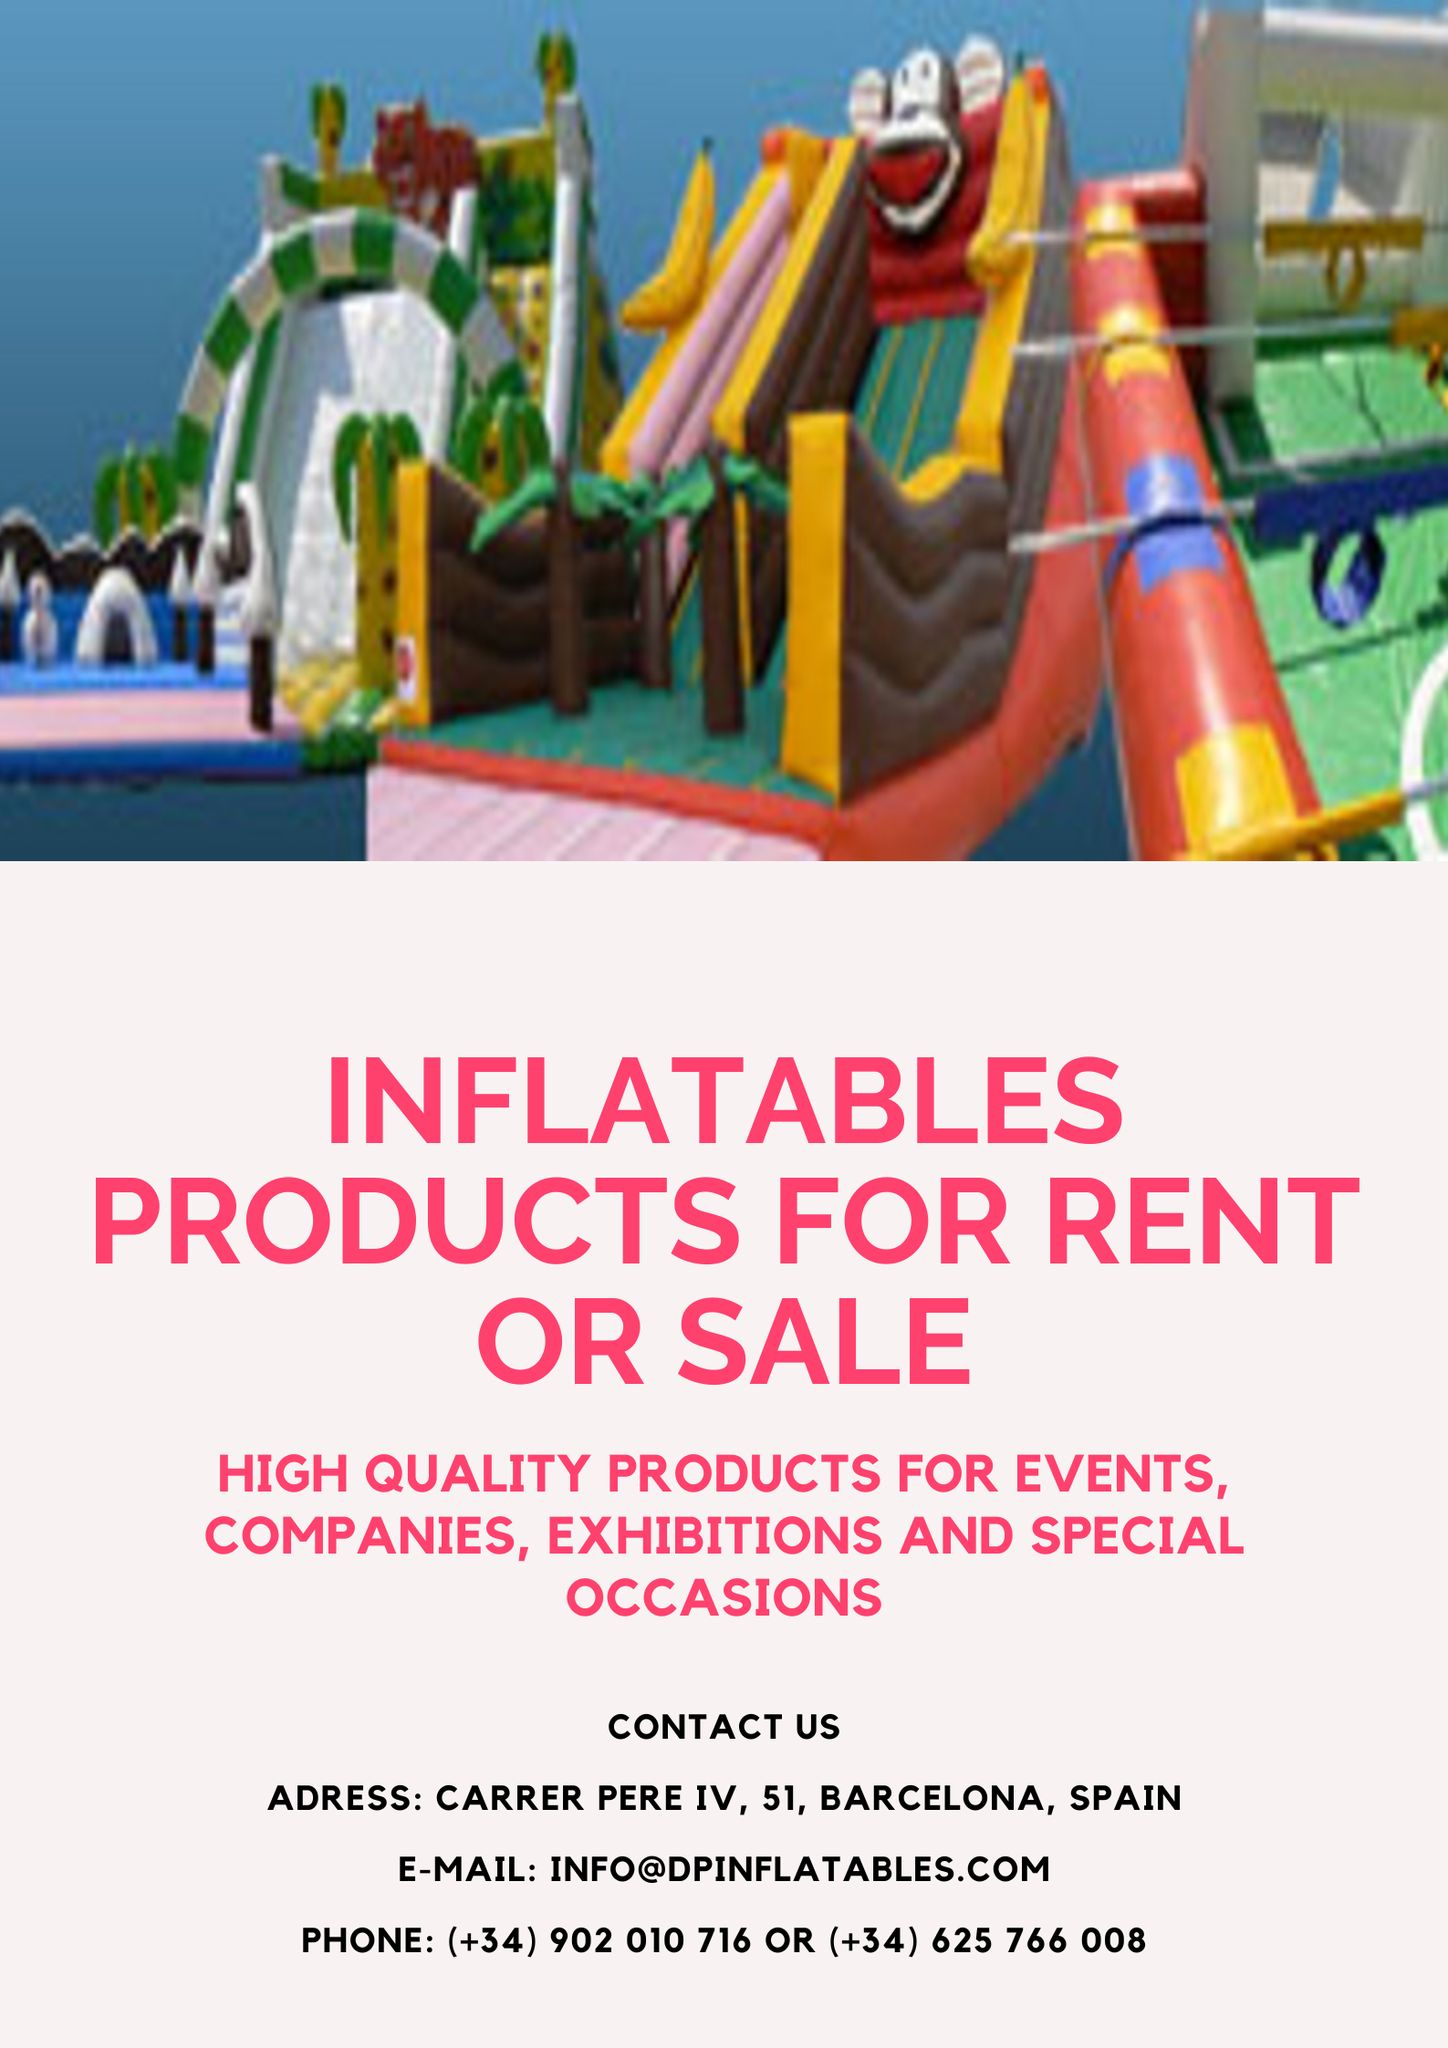 INFLATABLES
PRODUCTS FOR RENT
OR SALE
HIGH QUALITY PRODUCTS FOR EVENTS,
COMPANIES, EXHIBITIONS AND SPECIAL
OCCASIONS
CONTACT US
ADRESS: CARRER PERE IV, 51, BARCELONA, SPAIN
E-MAIL: INFO@DPINFLATABLES.COM
PHONE: (+34) 902 010 716 OR (+34) 625 766 008